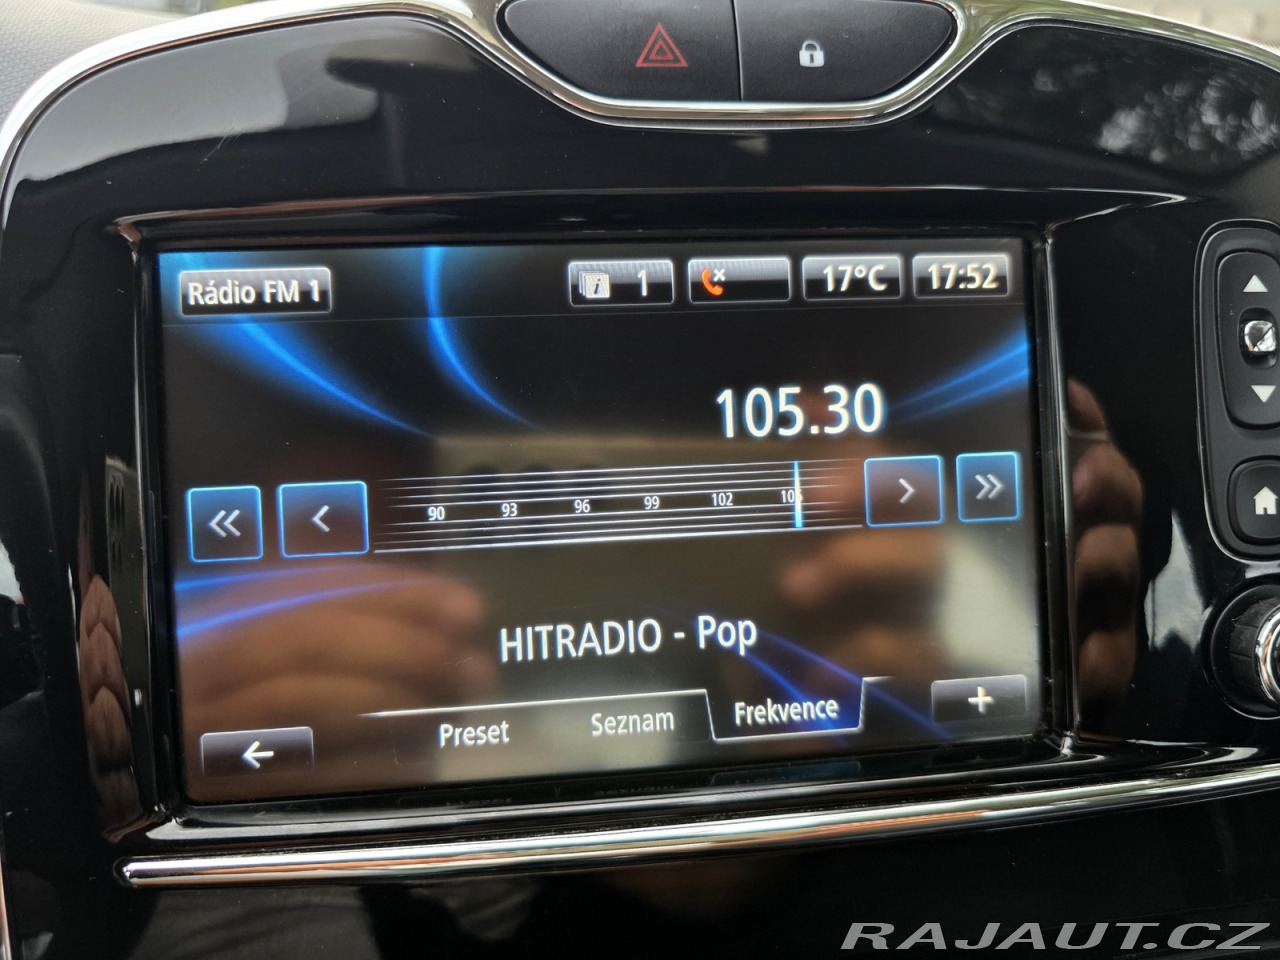 Rádio FM 1
1
17°C
17:52
105.30
90 93 96 99 102 105
HITRADIO - Pop
Preset
Seznam
Frekvence
RAJAUT.CZ